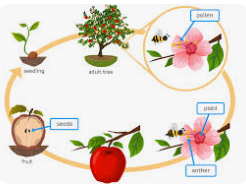 pollen
seedling
adult tree
seeds
pistil
fruit
anther